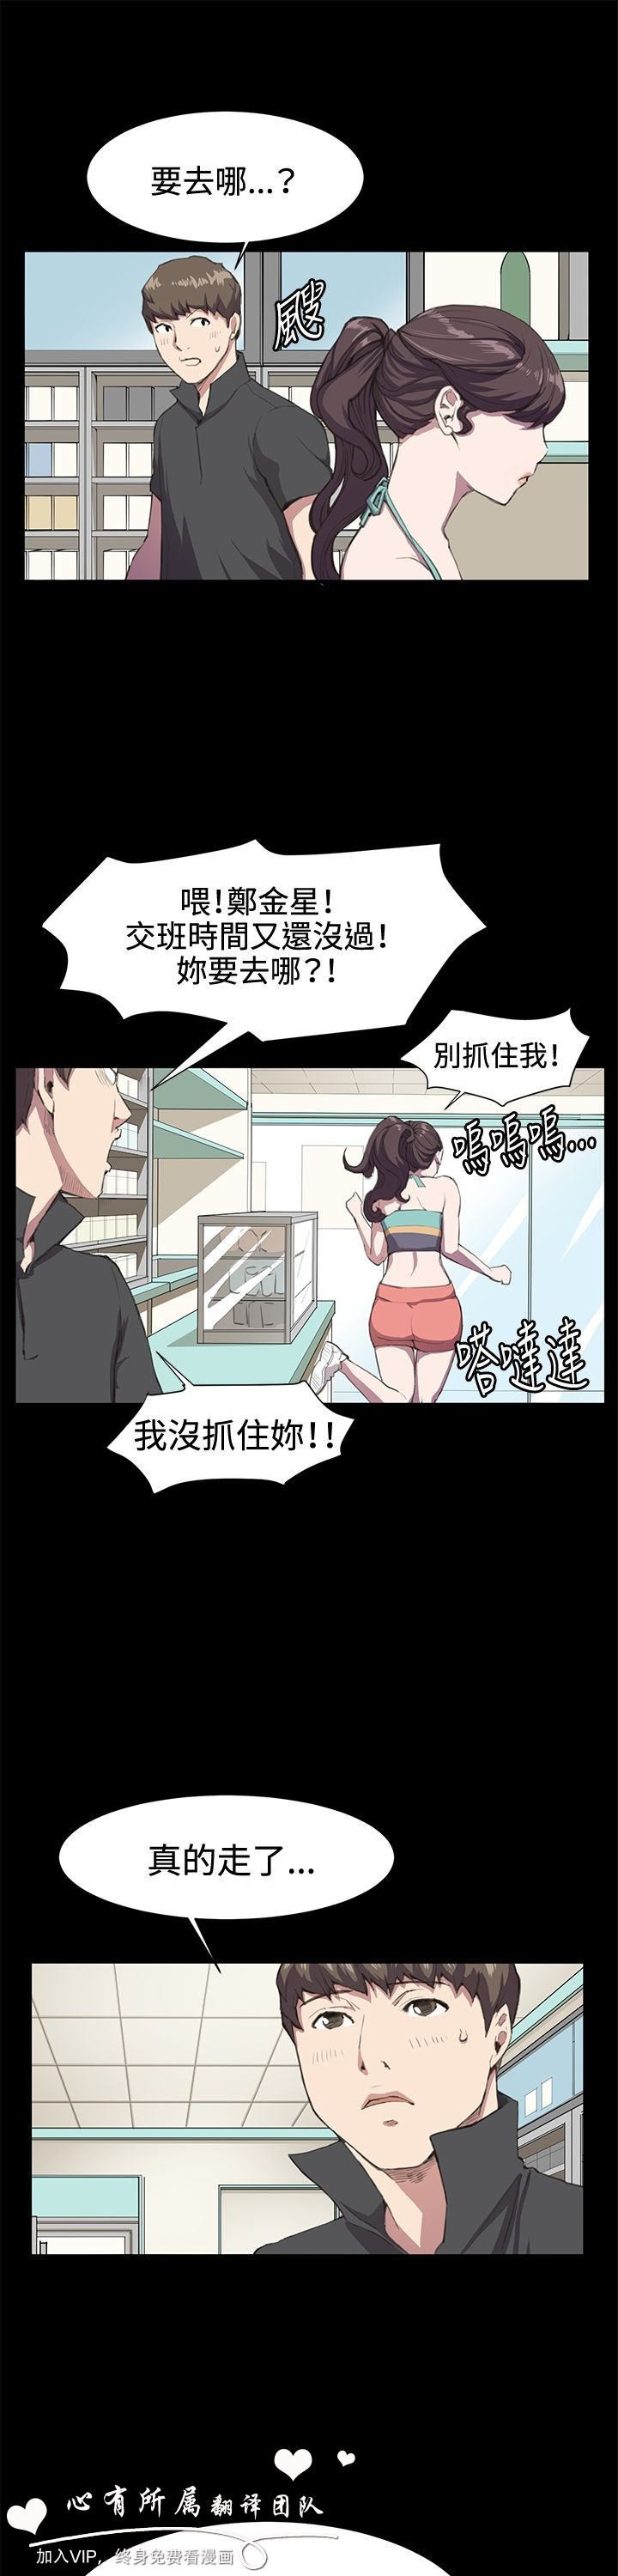 要去哪...?
颼
喂!鄭金星!
交班時間又還沒過!
妳要去哪?!
別抓住我!
嗚嗚嗚...
嗒噠達
我沒抓住妳!!
真的走了...
心有所属翻译团队
加入VIP，终身免费看漫画